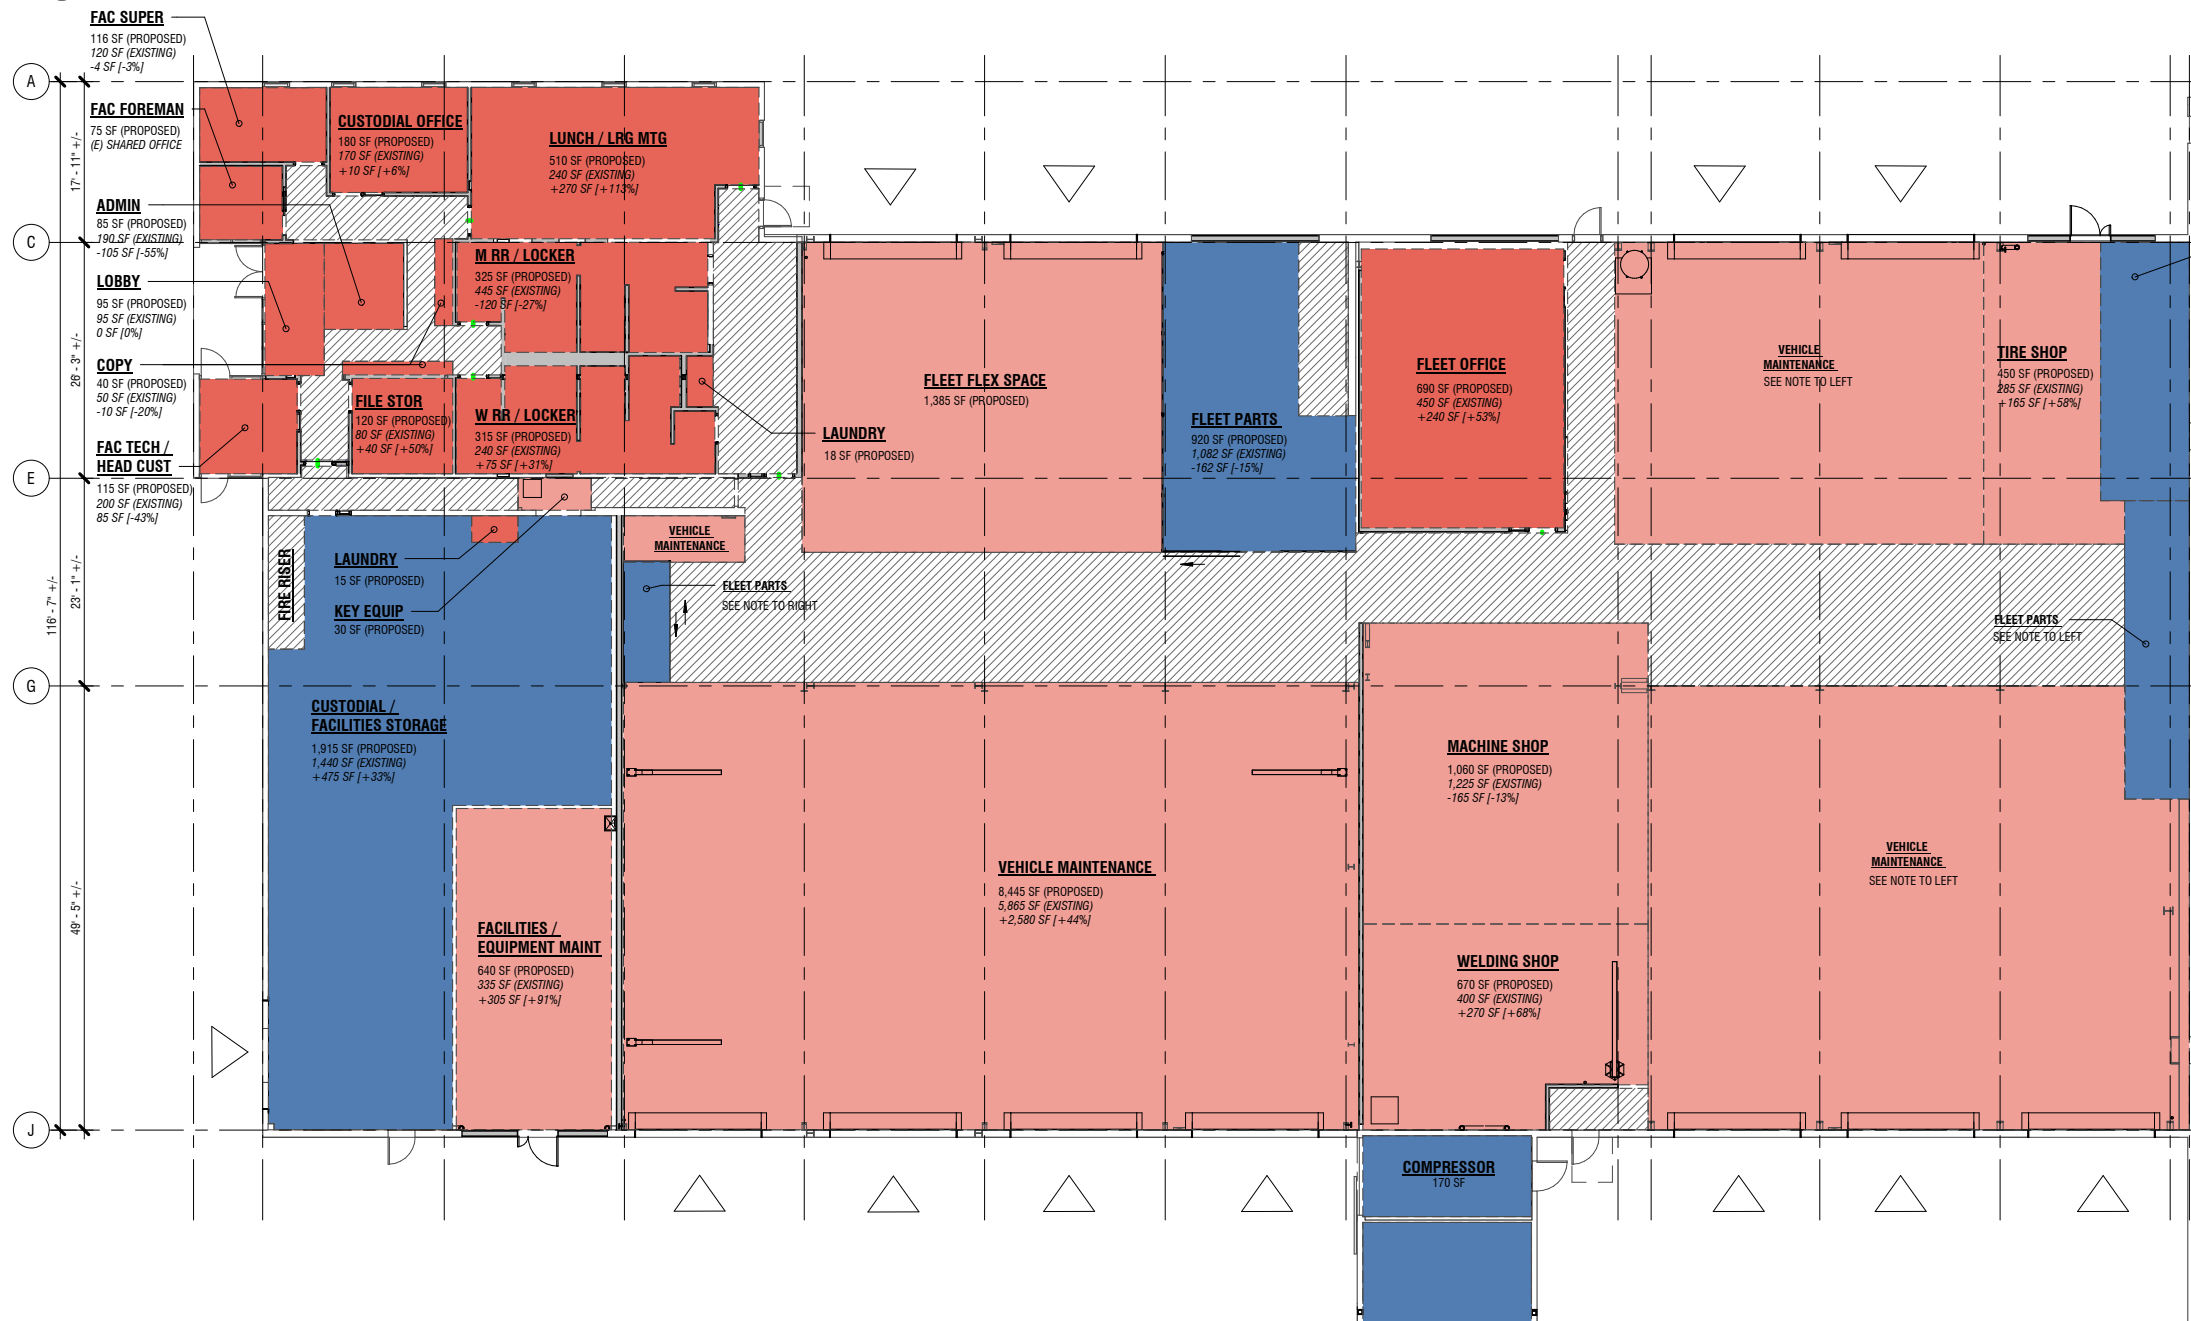 FAC SUPER
116 SF (PROPOSED)
120 SF (EXISTING)
-4 SF [-3%]
A
FAC FOREMAN
75 SF (PROPOSED)
(E) SHARED OFFICE
CUSTODIAL OFFICE
180 SF (PROPOSED)
170 SF (EXISTING)
+10 SF [+6%]
LUNCH / LRG MTG
510 SF (PROPOSED)
240 SF (EXISTING)
+270 SF [+113%]
17' - 11" +/-
ADMIN
85 SF (PROPOSED)
190 SF (EXISTING)
-105 SF [-55%]
C
LOBBY
95 SF (PROPOSED)
95 SF (EXISTING)
0 SF [0%]
M RR / LOCKER
325 SF (PROPOSED)
445 SF (EXISTING)
-120 SF [-27%]
26' - 3" +/-
COPY
40 SF (PROPOSED)
50 SF (EXISTING)
-10 SF [-20%]
FILE STOR
120 SF (PROPOSED)
80 SF (EXISTING)
+40 SF [+50%]
W RR / LOCKER
315 SF (PROPOSED)
240 SF (EXISTING)
+75 SF [+31%]
LAUNDRY
18 SF (PROPOSED)
FLEET FLEX SPACE
1,385 SF (PROPOSED)
FLEET PARTS
920 SF (PROPOSED)
1,082 SF (EXISTING)
-162 SF [-15%]
FLEET OFFICE
690 SF (PROPOSED)
450 SF (EXISTING)
+240 SF [+53%]
VEHICLE
MAINTENANCE
SEE NOTE TO LEFT
TIRE SHOP
450 SF (PROPOSED)
285 SF (EXISTING)
+165 SF [+58%]
FAC TECH /
HEAD CUST
115 SF (PROPOSED)
200 SF (EXISTING)
85 SF [-43%]
E
116' - 7" +/-
23' - 1" +/-
FIRE RISER
LAUNDRY
15 SF (PROPOSED)
KEY EQUIP
30 SF (PROPOSED)
VEHICLE
MAINTENANCE
FLEET PARTS
SEE NOTE TO RIGHT
FLEET PARTS
SEE NOTE TO LEFT
G
CUSTODIAL /
FACILITIES STORAGE
1,915 SF (PROPOSED)
1,440 SF (EXISTING)
+475 SF [+33%]
MACHINE SHOP
1,060 SF (PROPOSED)
1,225 SF (EXISTING)
-165 SF [-13%]
VEHICLE MAINTENANCE
8,445 SF (PROPOSED)
5,865 SF (EXISTING)
+2,580 SF [+44%]
VEHICLE
MAINTENANCE
SEE NOTE TO LEFT
49' - 5" +/-
FACILITIES /
EQUIPMENT MAINT
640 SF (PROPOSED)
335 SF (EXISTING)
+305 SF [+91%]
WELDING SHOP
670 SF (PROPOSED)
400 SF (EXISTING)
+270 SF [+68%]
J
COMPRESSOR
170 SF